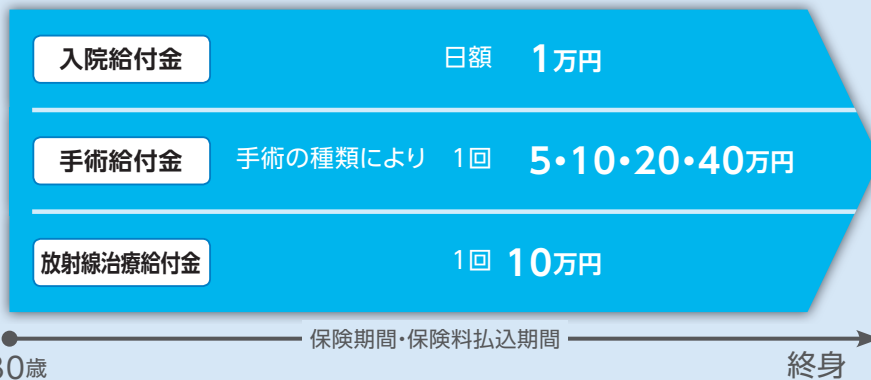 入院給付金 日額 1万円
手術給付金 手術の種類により 1回 5・10・20・40万円
放射線治療給付金 1回 10万円
保険期間・保険料払込期間
30歳 終身